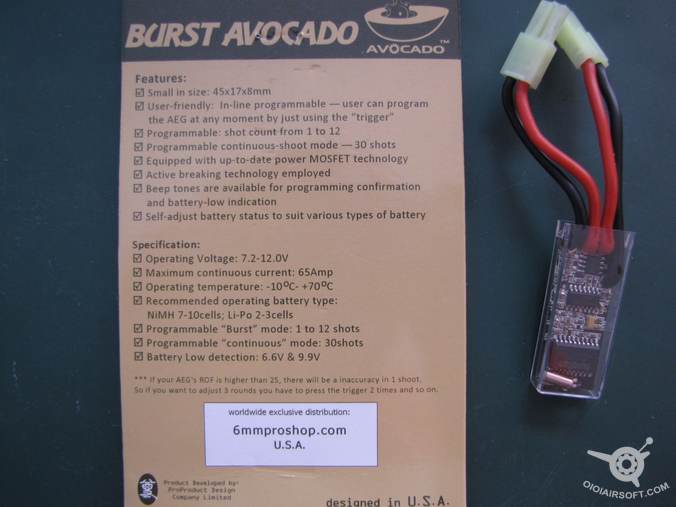 BURST AVOCADO
AVOCADO™
Features:
☑ Small in size: 45x17x8mm
☑ User-friendly: In-line programmable — user can program
the AEG at any moment by just using the "trigger"
☑ Programmable: shot count from 1 to 12
☑ Programmable continuous-shoot mode — 30 shots
☑ Equipped with up-to-date power MOSFET technology
☑ Active breaking technology employed
☑ Beep tones are available for programming confirmation
and battery-low indication
☑ Self-adjust battery status to suit various types of battery
Specification:
☑ Operating Voltage: 7.2-12.0V
☑ Maximum continuous current: 65Amp
☑ Operating temperature: -10°C- +70°C
☑ Recommended operating battery type:
NiMH 7-10cells; Li-Po 2-3cells
☑ Programmable "Burst" mode: 1 to 12 shots
☑ Programmable "continuous" mode: 30shots
☑ Battery Low detection: 6.6V & 9.9V
*** If your AEG's ROF is higher than 25, there will be a inaccuracy in 1 shoot,
So if you want to adjust 3 rounds you have to press the trigger 2 times and so on.
worldwide exclusive distribution:
6mmproshop.com
U.S.A.
Product Developed by:
ProProduct Design
Company Limited
designed in U.S.A.
OIOIAIRSOFT.COM